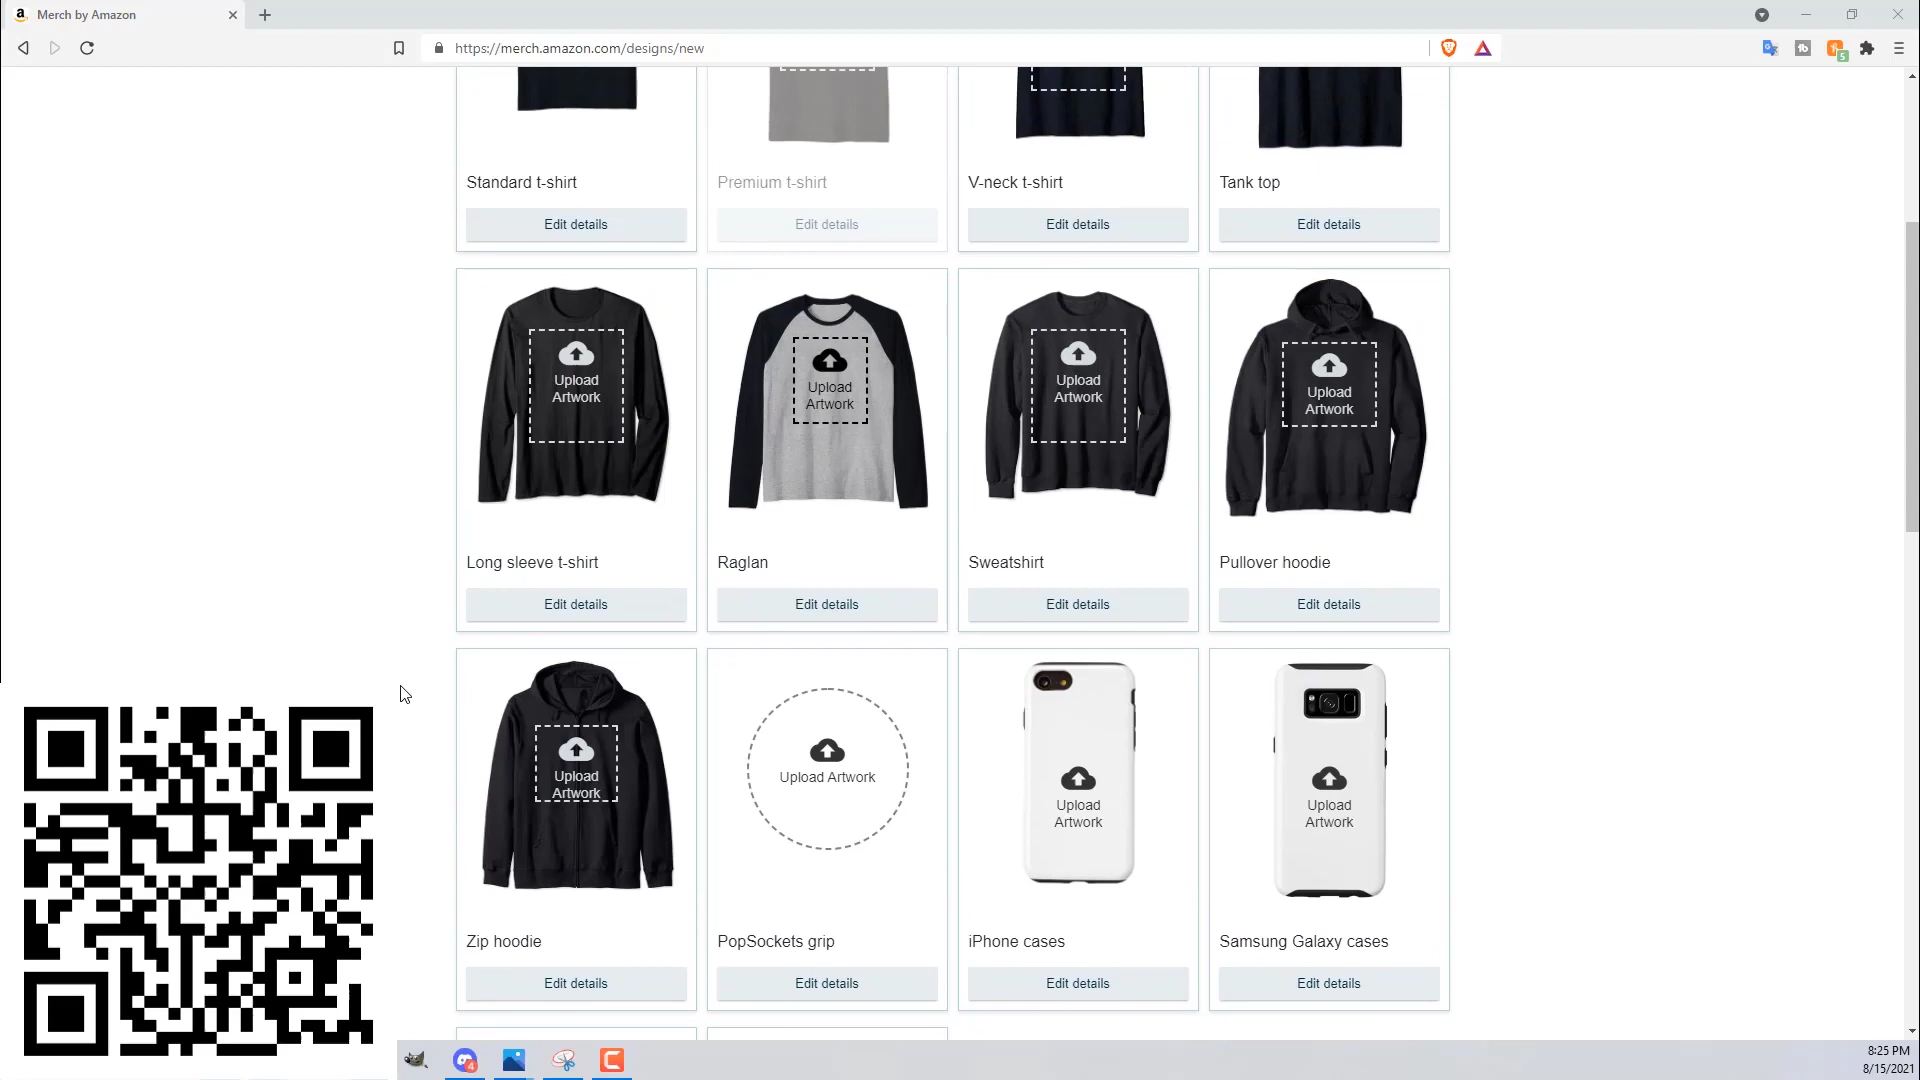 Merch by Amazon
https://merch.amazon.com/designs/new
5
Standard t-shirt
Premium t-shirt
V-neck t-shirt
Tank top
Edit details
Edit details
Edit details
Edit details
Upload
Artwork
Upload
Artwork
Upload
Artwork
Upload
Artwork
Long sleeve t-shirt
Raglan
Sweatshirt
Pullover hoodie
Edit details
Edit details
Edit details
Edit details
Upload
Artwork
Upload Artwork
Upload
Artwork
Upload
Artwork
Zip hoodie
PopSockets grip
iPhone cases
Samsung Galaxy cases
Edit details
Edit details
Edit details
Edit details
4
8:25 PM
8/15/2021